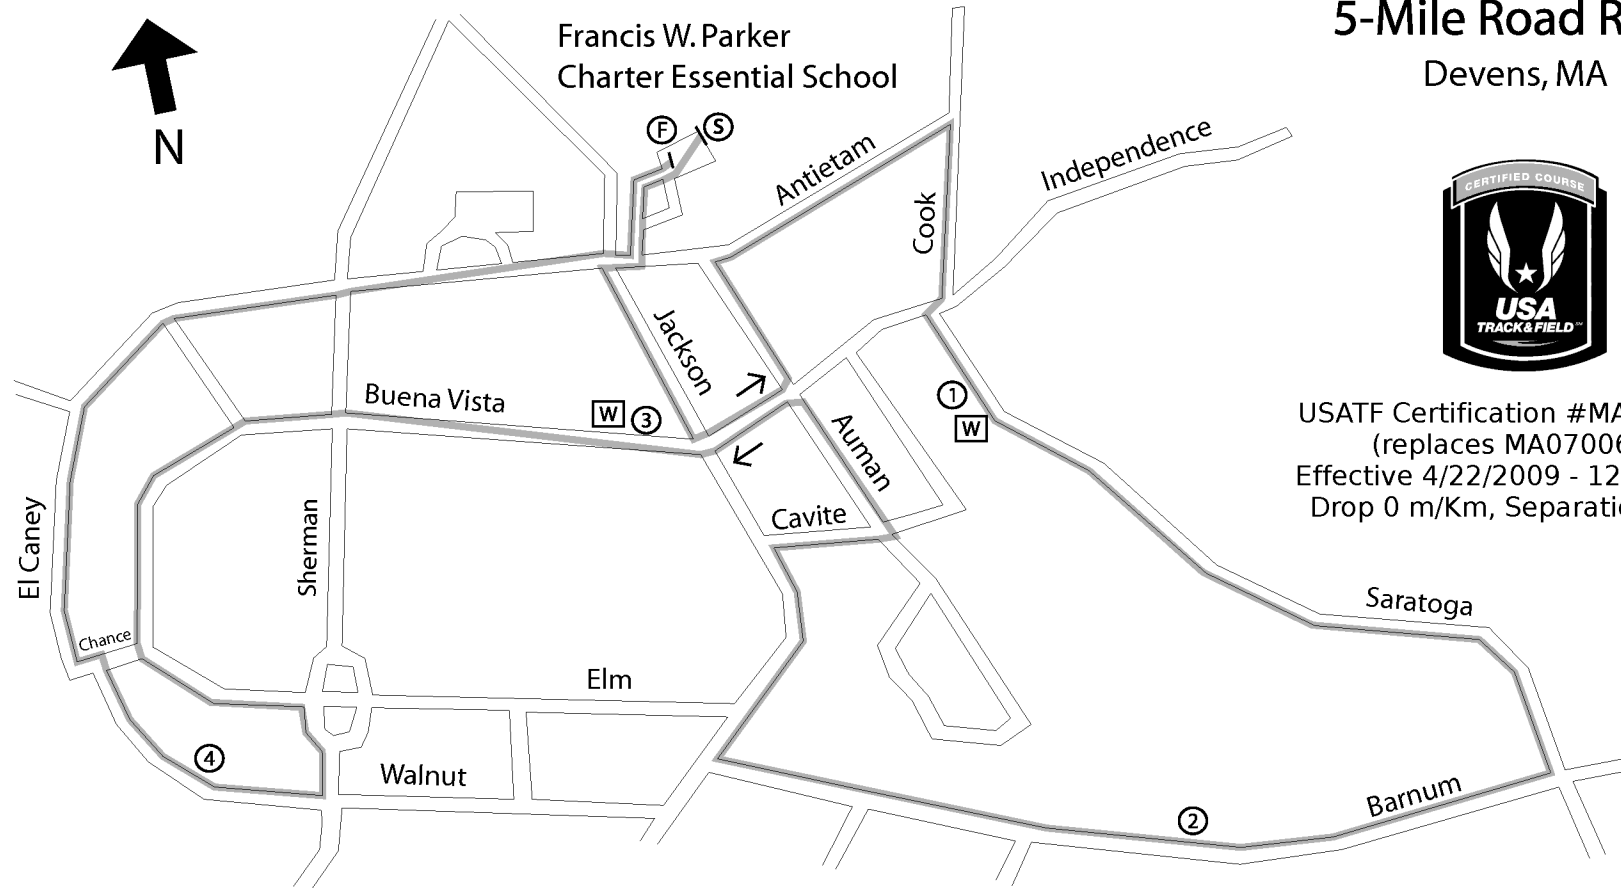 5-Mile Road R
Devens, MA
Francis W. Parker
Charter Essential School
N
F
S
Antietam
Independence
Cook
CERTIFIED COURSE
USA
TRACK & FIELD
Jackson
Buena Vista
W
3
Auman
1
W
USATF Certification #MA
(replaces MA07006
Effective 4/22/2009 - 12
Drop 0 m/Km, Separati
Cavite
El Caney
Sherman
Chance
Saratoga
Elm
4
Walnut
Barnum
2